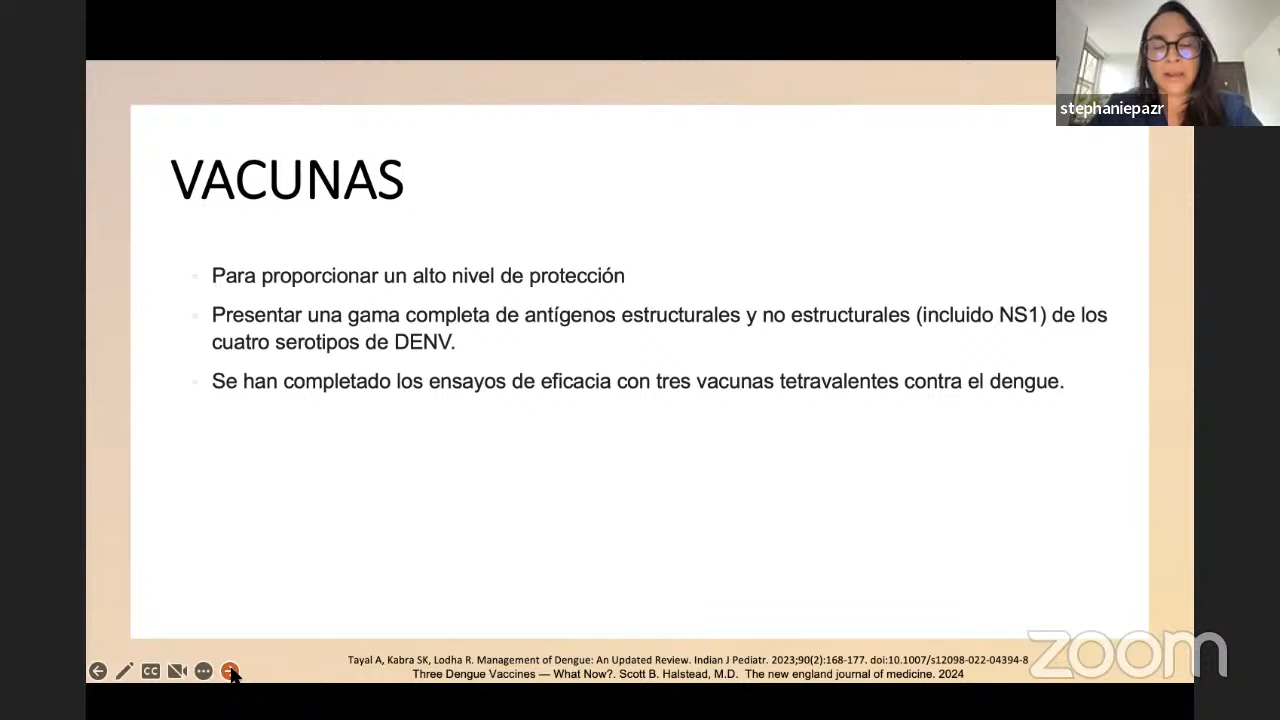 stephaniepazr
VACUNAS
Para proporcionar un alto nivel de protección
Presentar una gama completa de antígenos estructurales y no estructurales (incluido NS1) de los
cuatro serotipos de DENV.
Se han completado los ensayos de eficacia con tres vacunas tetravalentes contra el dengue.
Tayal A, Kabra SK, Lodha R. Management of Dengue: An Updated Review. Indian J Pediatr. 2023;90(2):168-177. doi:10.1007/s12098-022-04394-8
Three Dengue Vaccines — What Now?. Scott B. Halstead, M.D. The new england journal of medicine. 2024
CC
zoom